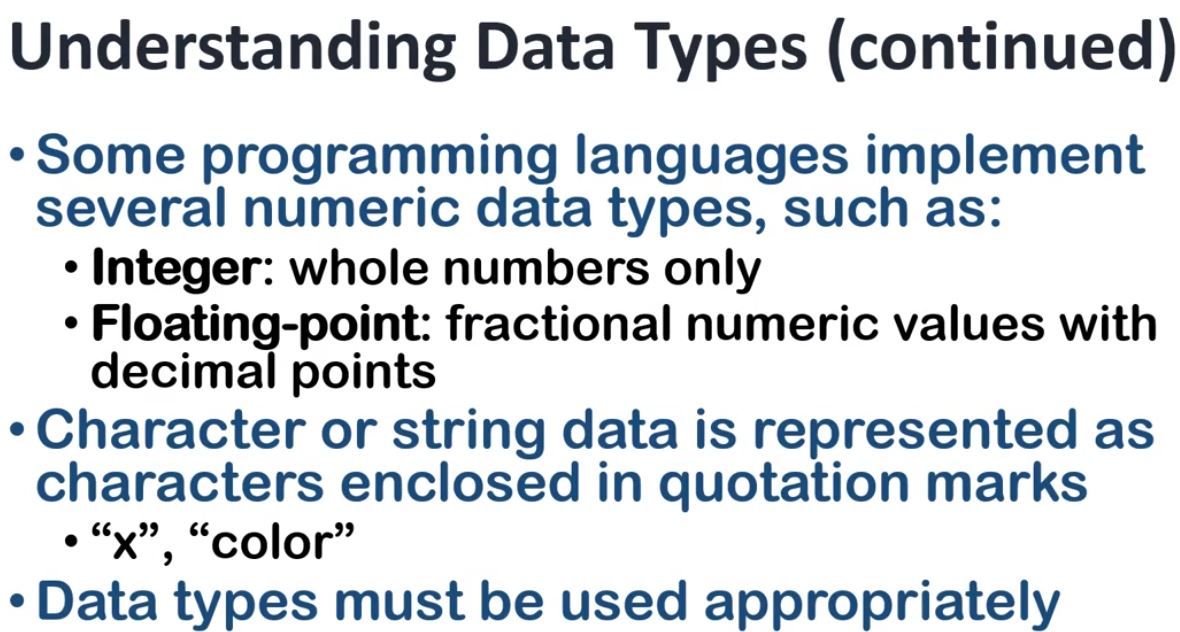 Understanding Data Types (continued)
• Some programming languages implement
several numeric data types, such as:
• Integer: whole numbers only
• Floating-point: fractional numeric values with
decimal points
• Character or string data is represented as
characters enclosed in quotation marks
• “x”, “color”
• Data types must be used appropriately